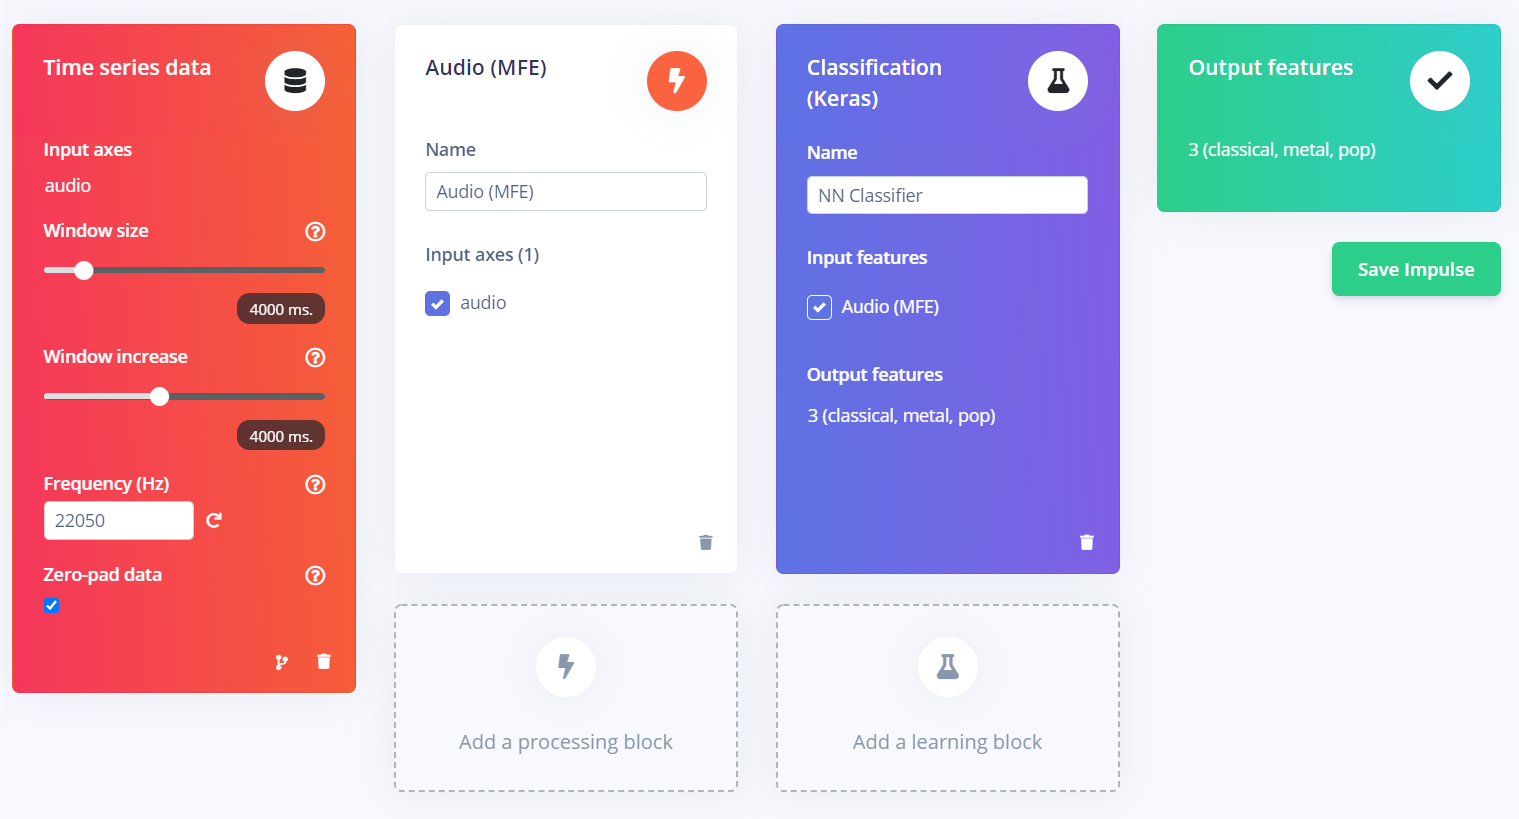 Time series data
Input axes
audio
Window size
4000 ms.
Window increase
4000 ms.
Frequency (Hz)
22050
Zero-pad data
Audio (MFE)
Name
Audio (MFE)
Input axes (1)
audio
Classification
(Keras)
Name
NN Classifier
Input features
Audio (MFE)
Output features
3 (classical, metal, pop)
Output features
3 (classical, metal, pop)
Save Impulse
Add a processing block
Add a learning block